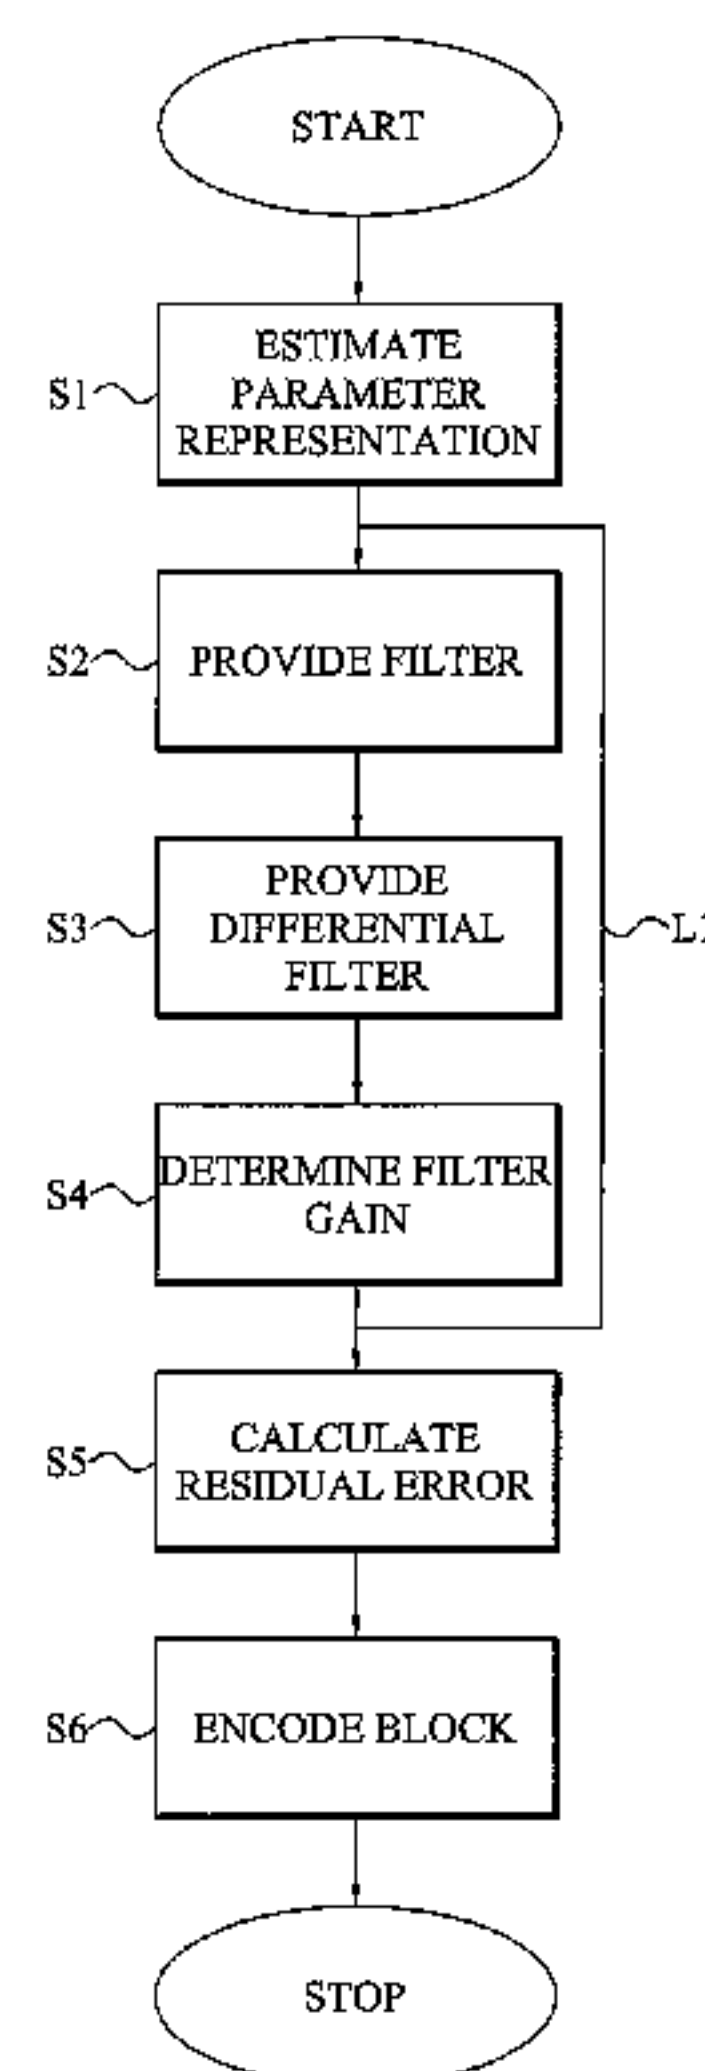 START
S1
ESTIMATE
PARAMETER
REPRESENTATION
S2
PROVIDE FILTER
S3
PROVIDE
DIFFERENTIAL
FILTER
S4
DETERMINE FILTER
GAIN
S5
CALCULATE
RESIDUAL ERROR
S6
ENCODE BLOCK
STOP